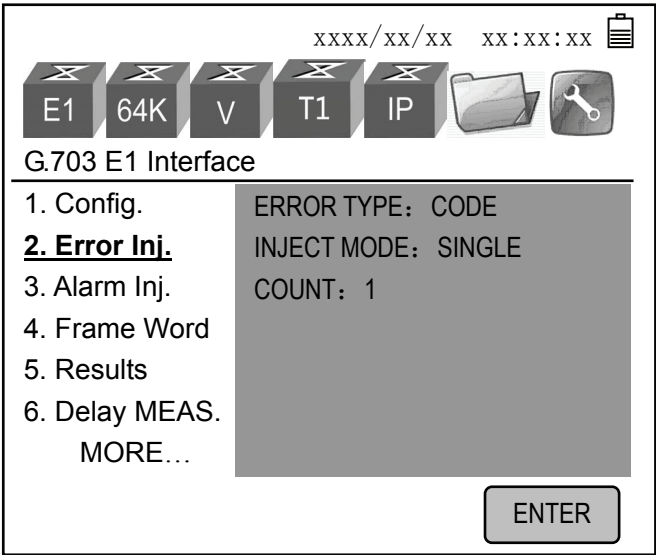 xxxx/xx/xx xx:xx:xx
E1 64K V T1 IP
G.703 E1 Interface
1. Config.
2. Error Inj.
3. Alarm Inj.
4. Frame Word
5. Results
6. Delay MEAS.
MORE...
ERROR TYPE：CODE
INJECT MODE：SINGLE
COUNT：1
ENTER